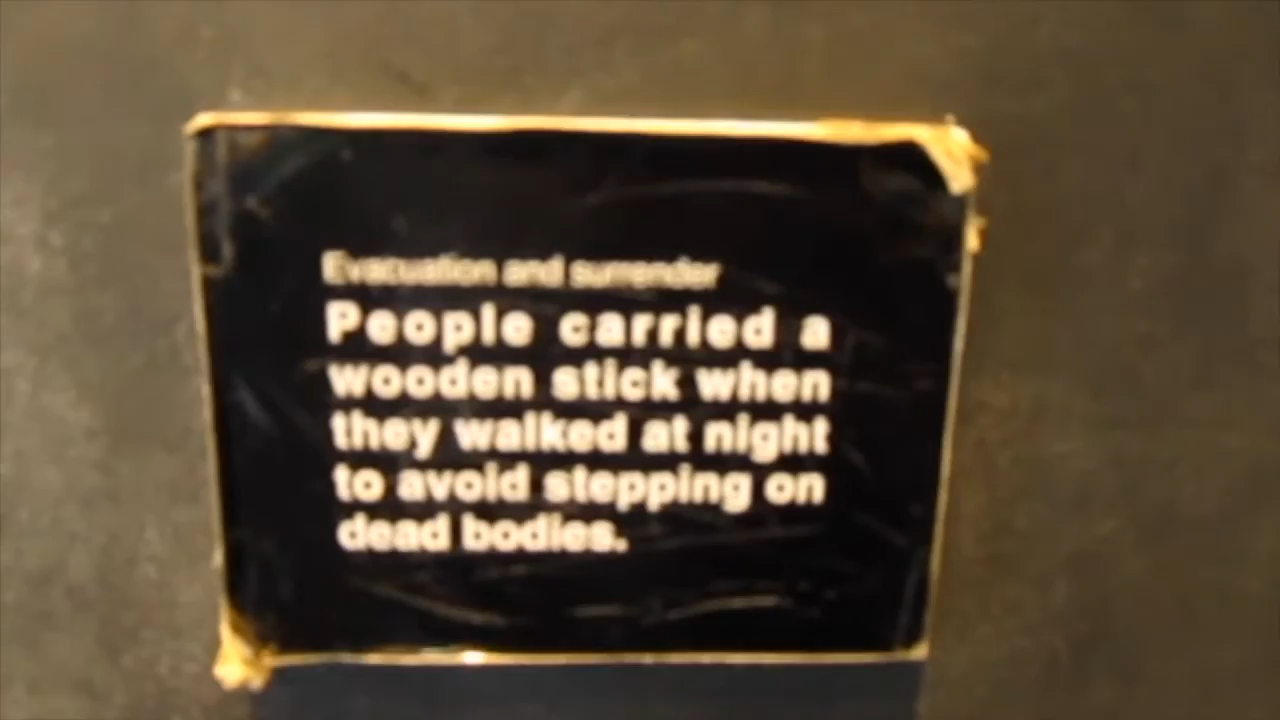 Evacuation and surrender
People carried a
wooden stick when
they walked at night
to avoid stepping on
dead bodies.